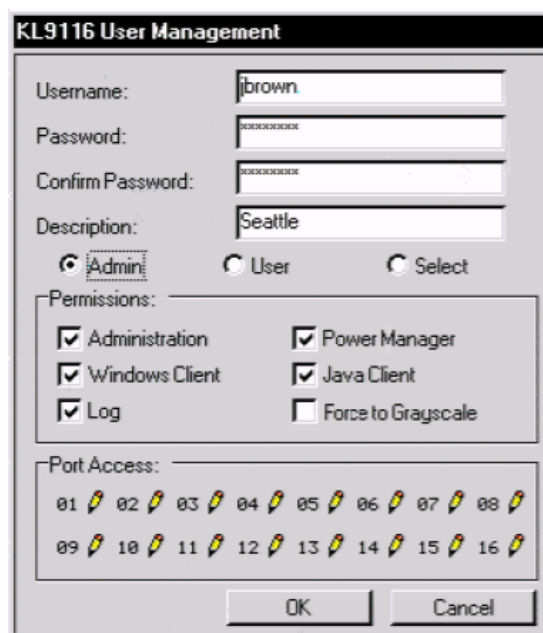 KL9116 User Management
Username: jbrown
Password: xxxxxxxx
Confirm Password: xxxxxxxx
Description: Seattle
Admin User Select
Permissions:
Administration Power Manager
Windows Client Java Client
Log Force to Grayscale
Port Access:
01 02 03 04 05 06 07 08
09 10 11 12 13 14 15 16
OK Cancel